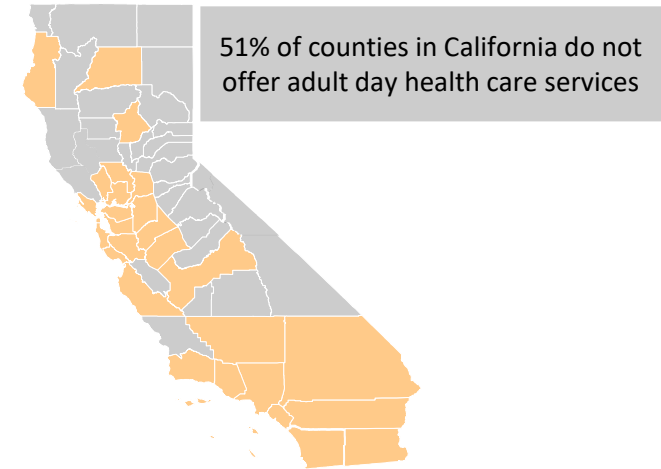 51% of counties in California do not
offer adult day health care services